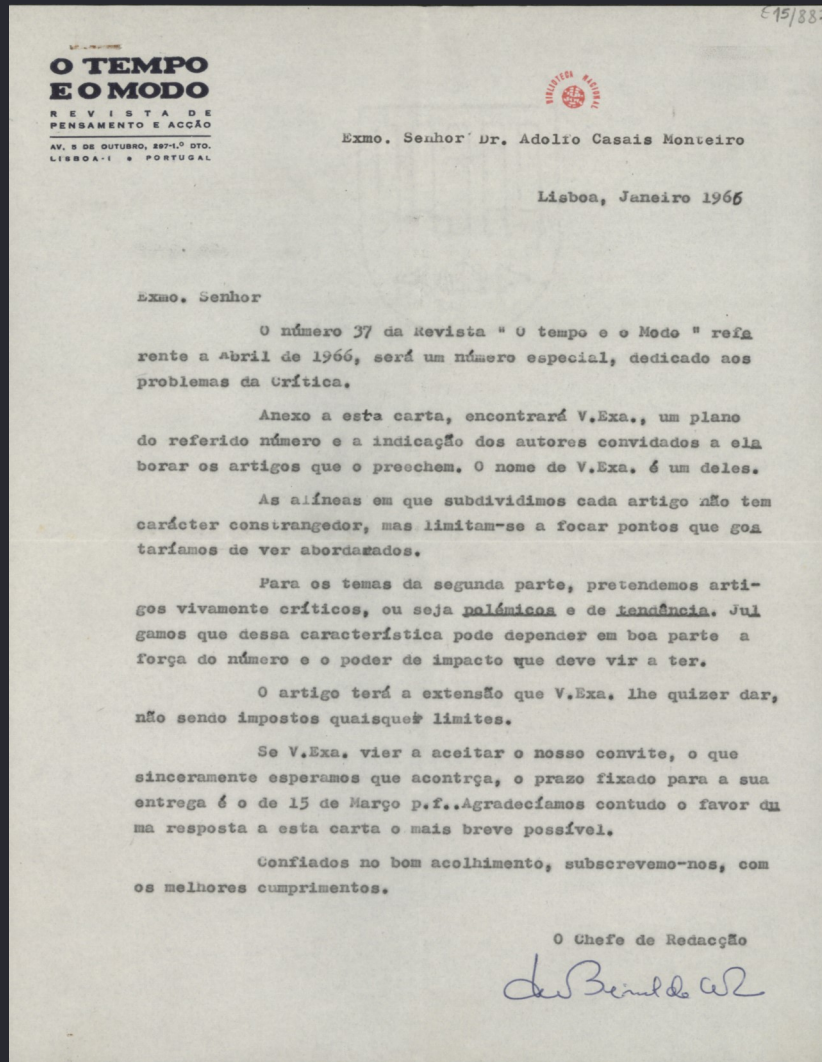 E15/887
O TEMPO
E O MODO
REVISTA DE
PENSAMENTO E ACÇÃO
AV. 5 DE OUTUBRO, 297-1.º DTO.
LISBOA-1 • PORTUGAL
BIBLIOTECA NACIONAL
Exmo. Senhor Dr. Adolfo Casais Monteiro
Lisboa, Janeiro 1966
Exmo. Senhor
O número 37 da Revista " O tempo e o Modo " refe
rente a Abril de 1966, será um número especial, dedicado aos
problemas da Crítica.
Anexo a esta carta, encontrará V.Exa., um plano
do referido número e a indicação dos autores convidados a ela
borar os artigos que o preechem. O nome de V.Exa. é um deles.
As alíneas em que subdividimos cada artigo não tem
carácter constrangedor, mas limitam-se a focar pontos que gos
taríamos de ver abordados.
Para os temas da segunda parte, pretendemos arti-
gos vivamente críticos, ou seja polémicos e de tendência. Jul
gamos que dessa característica pode depender em boa parte a
força do número e o poder de impacto que deve vir a ter.
O artigo terá a extensão que V.Exa. lhe quizer dar,
não sendo impostos quaisquer limites.
Se V.Exa. vier a aceitar o nosso convite, o que
sinceramente esperamos que acontrça, o prazo fixado para a sua
entrega é o de 15 de Março p.f..Agradecíamos contudo o favor du
ma resposta a esta carta o mais breve possível.
Confiados no bom acolhimento, subscrevemo-nos, com
os melhores cumprimentos.
O Chefe de Redacção